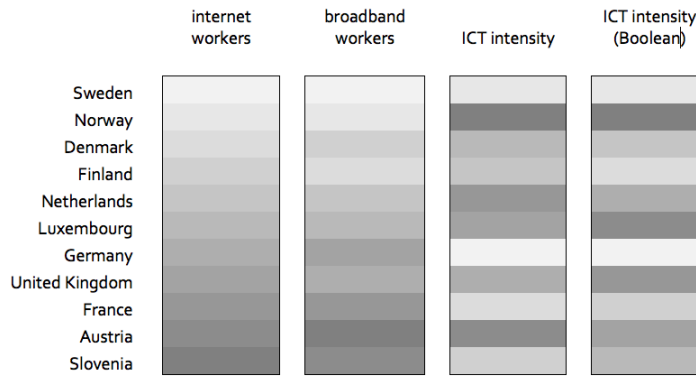 internet workers
broadband workers
ICT intensity
ICT intensity (Boolean)
Sweden
Norway
Denmark
Finland
Netherlands
Luxembourg
Germany
United Kingdom
France
Austria
Slovenia